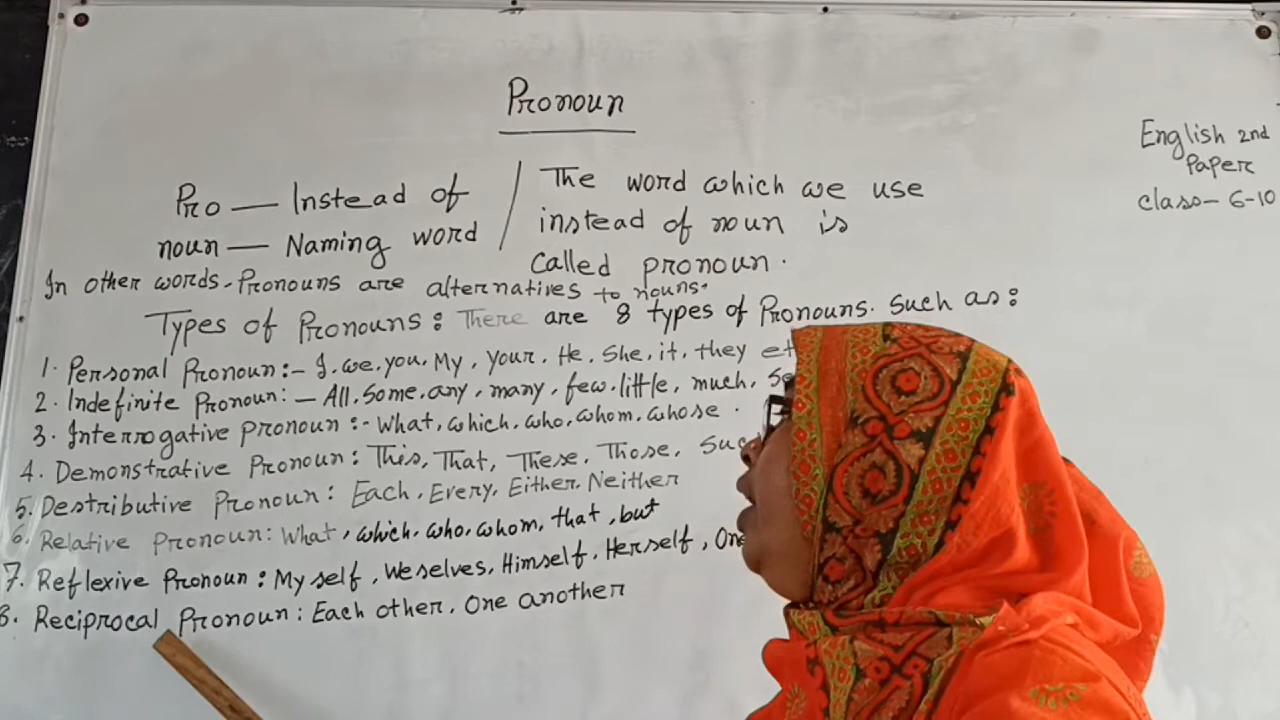 Pronoun
English 2nd
Paper
class- 6-10
Pro — Instead of
noun — Naming word
The word which we use
instead of noun is
called pronoun.
In other words, Pronouns are alternatives to nouns.
Types of Pronouns: There are 8 types of Pronouns. Such as:
1. Personal Pronoun:- I, we, you, My, Your, He, She, it, they
2. Indefinite Pronoun:- All, Some, any, many, few, little, much,
3. Interrogative Pronoun:- What, which, who, whom, whose.
4. Demonstrative Pronoun: This, That, These, Those,
5. Destributive Pronoun: Each, Every, Either, Neither
6. Relative Pronoun: What, which, who, whom, that, but
7. Reflexive Pronoun: My self, We selves, Himself, Herself,
8. Reciprocal Pronoun: Each other, One another